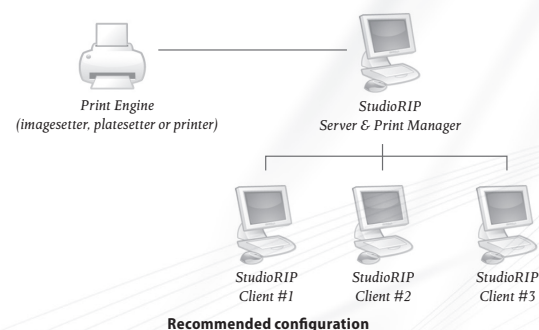 Print Engine
(imagesetter, platesetter or printer)
StudioRIP
Server & Print Manager
StudioRIP
Client #1
StudioRIP
Client #2
StudioRIP
Client #3
Recommended configuration